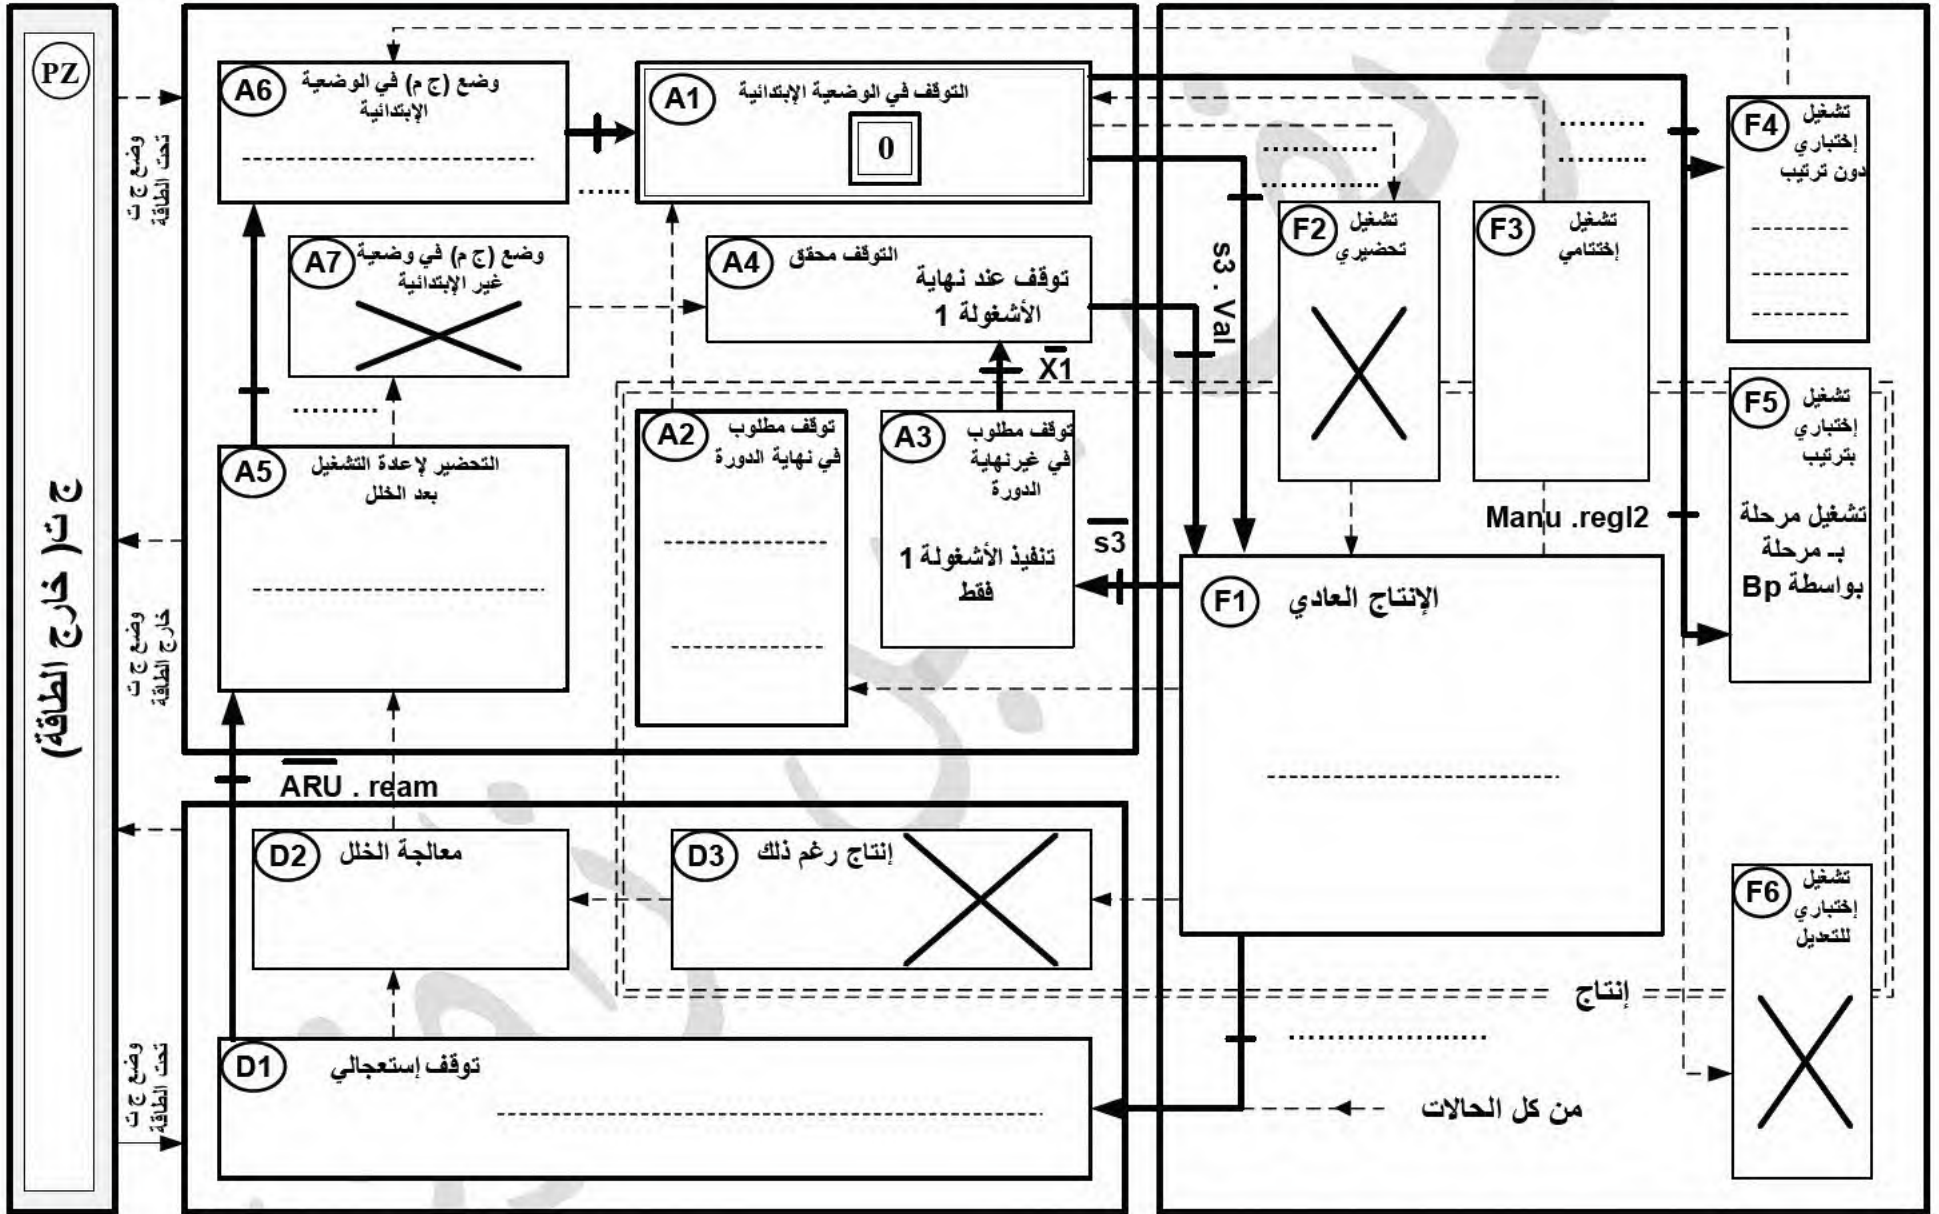 PZ
ج ت( خارج الطاقة)
وضع ج ت
تحت الطاقة
وضع ج ت
خارج الطاقة
وضع ج ت
تحت الطاقة
A6
وضع (ج م) في الوضعية
الإبتدائية
A1
التوقف في الوضعية الإبتدائية
0
A7
وضع (ج م) في وضعية
غير الإبتدائية
A4
التوقف محقق
توقف عند نهاية
الأشغولة 1
X1
A5
التحضير لإعادة التشغيل
بعد الخلل
A2
توقف مطلوب
في نهاية الدورة
A3
توقف مطلوب
في غيرنهاية
الدورة
تنفيذ الأشغولة 1
فقط
s3
s3 . Val
F2
تشغيل
تحضيري
F3
تشغيل
إختتامي
F4
تشغيل
إختباري
دون ترتيب
F5
تشغيل
إختباري
بترتيب
تشغيل مرحلة
بـ مرحلة
بواسطة Bp
Manu .regl2
F1
الإنتاج العادي
ARU . ream
D2
معالجة الخلل
D3
إنتاج رغم ذلك
F6
تشغيل
إختباري
للتعديل
إنتاج
D1
توقف إستعجالي
من كل الحالات